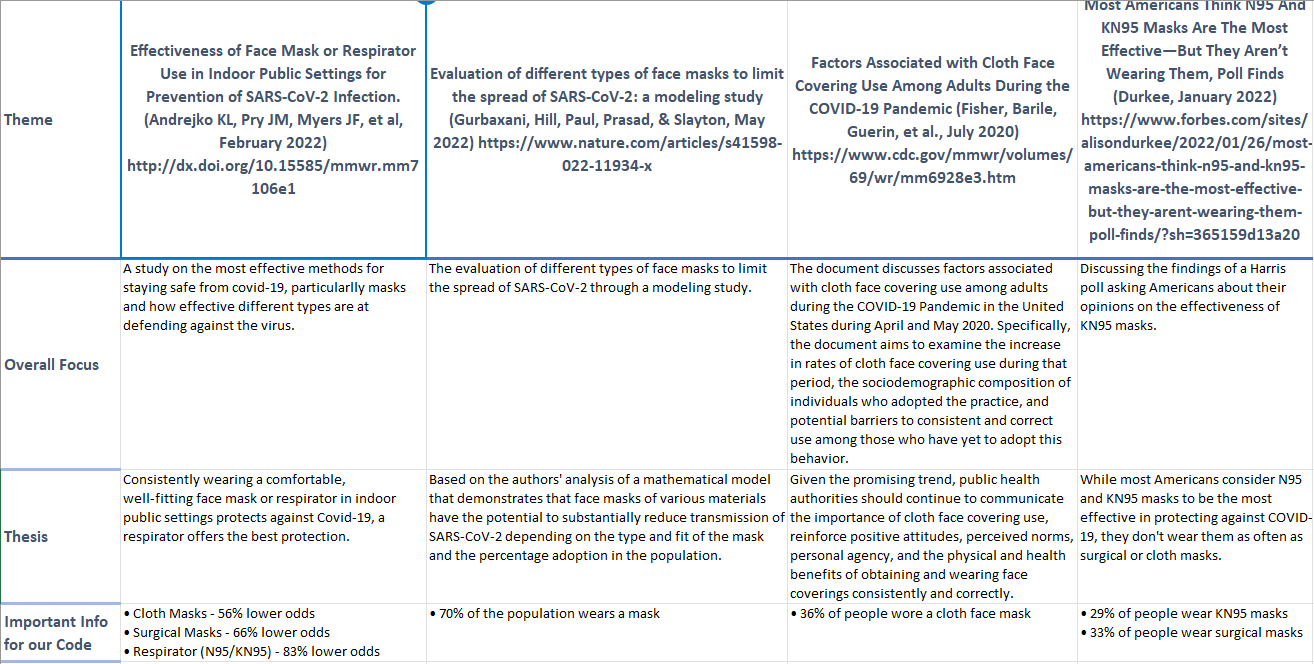 Theme
Effectiveness of Face Mask or Respirator
Use in Indoor Public Settings for
Prevention of SARS-CoV-2 Infection.
(Andrejko KL, Pry JM, Myers JF, et al,
February 2022)
http://dx.doi.org/10.15585/mmwr.mm7
106e1
Evaluation of different types of face masks to limit
the spread of SARS-CoV-2: a modeling study
(Gurbaxani, Hill, Paul, Prasad, & Slayton, May
2022) https://www.nature.com/articles/s41598-
022-11934-x
Factors Associated with Cloth Face
Covering Use Among Adults During the
COVID-19 Pandemic (Fisher, Barile,
Guerin, et al., July 2020)
https://www.cdc.gov/mmwr/volumes/
69/wr/mm6928e3.htm
Most Americans Think N95 And
KN95 Masks Are The Most
Effective—But They Aren’t
Wearing Them, Poll Finds
(Durkee, January 2022)
https://www.forbes.com/sites/
alisondurkee/2022/01/26/most-
americans-think-n95-and-kn95-
masks-are-the-most-effective-
but-they-arent-wearing-them-
poll-finds/?sh=365159d13a20
Overall Focus
A study on the most effective methods for
staying safe from covid-19, particularlly masks
and how effective different types are at
defending against the virus.
The evaluation of different types of face masks to limit
the spread of SARS-CoV-2 through a modeling study.
The document discusses factors associated
with cloth face covering use among adults
during the COVID-19 Pandemic in the United
States during April and May 2020. Specifically,
the document aims to examine the increase
in rates of cloth face covering use during that
period, the sociodemographic composition of
individuals who adopted the practice, and
potential barriers to consistent and correct
use among those who have yet to adopt this
behavior.
Discussing the findings of a Harris
poll asking Americans about their
opinions on the effectiveness of
KN95 masks.
Thesis
Consistently wearing a comfortable,
well-fitting face mask or respirator in indoor
public settings protects against Covid-19, a
respirator offers the best protection.
Based on the authors' analysis of a mathematical model
that demonstrates that face masks of various materials
have the potential to substantially reduce transmission of
SARS-CoV-2 depending on the type and fit of the mask
and the percentage adoption in the population.
Given the promising trend, public health
authorities should continue to communicate
the importance of cloth face covering use,
reinforce positive attitudes, perceived norms,
personal agency, and the physical and health
benefits of obtaining and wearing face
coverings consistently and correctly.
While most Americans consider N95
and KN95 masks to be the most
effective in protecting against COVID-
19, they don't wear them as often as
surgical or cloth masks.
Important Info
for our Code
• Cloth Masks - 56% lower odds
• Surgical Masks - 66% lower odds
• Respirator (N95/KN95) - 83% lower odds
• 70% of the population wears a mask
• 36% of people wore a cloth face mask
• 29% of people wear KN95 masks
• 33% of people wear surgical masks